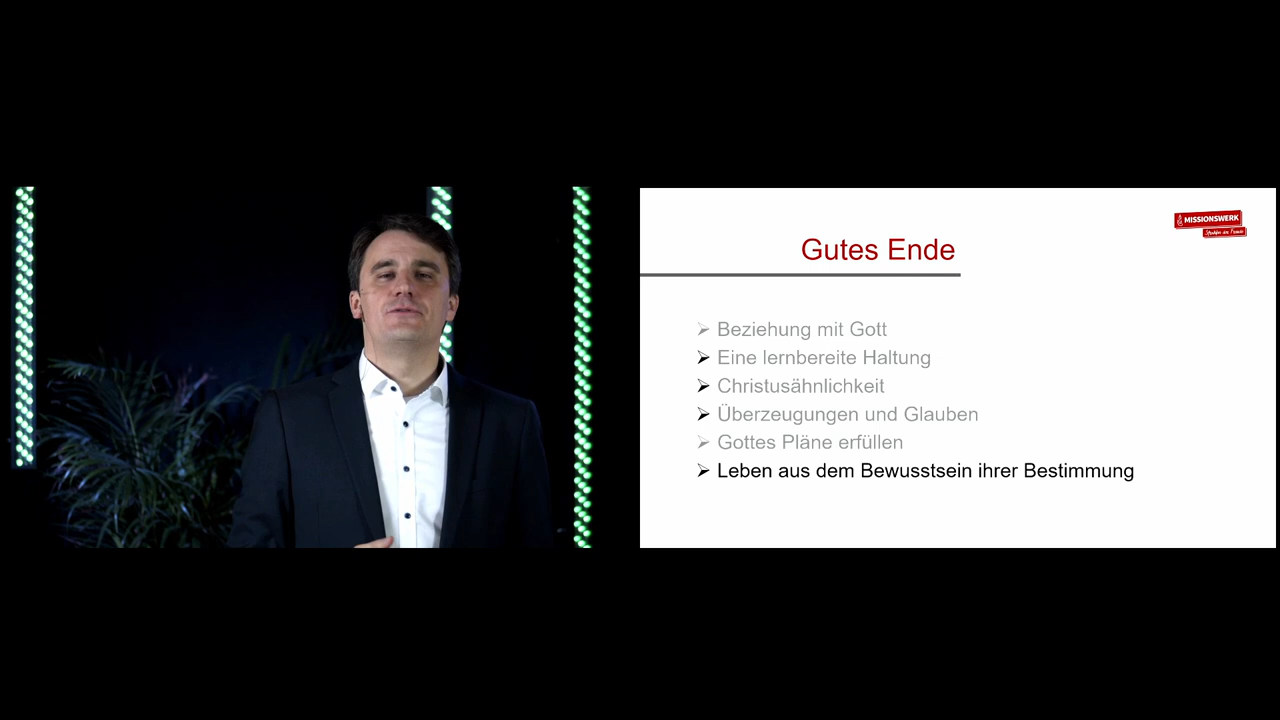 MISSIONSWERK
Gutes Ende
Beziehung mit Gott
Eine lernbereite Haltung
Christusähnlichkeit
Überzeugungen und Glauben
Gottes Pläne erfüllen
Leben aus dem Bewusstsein ihrer Bestimmung